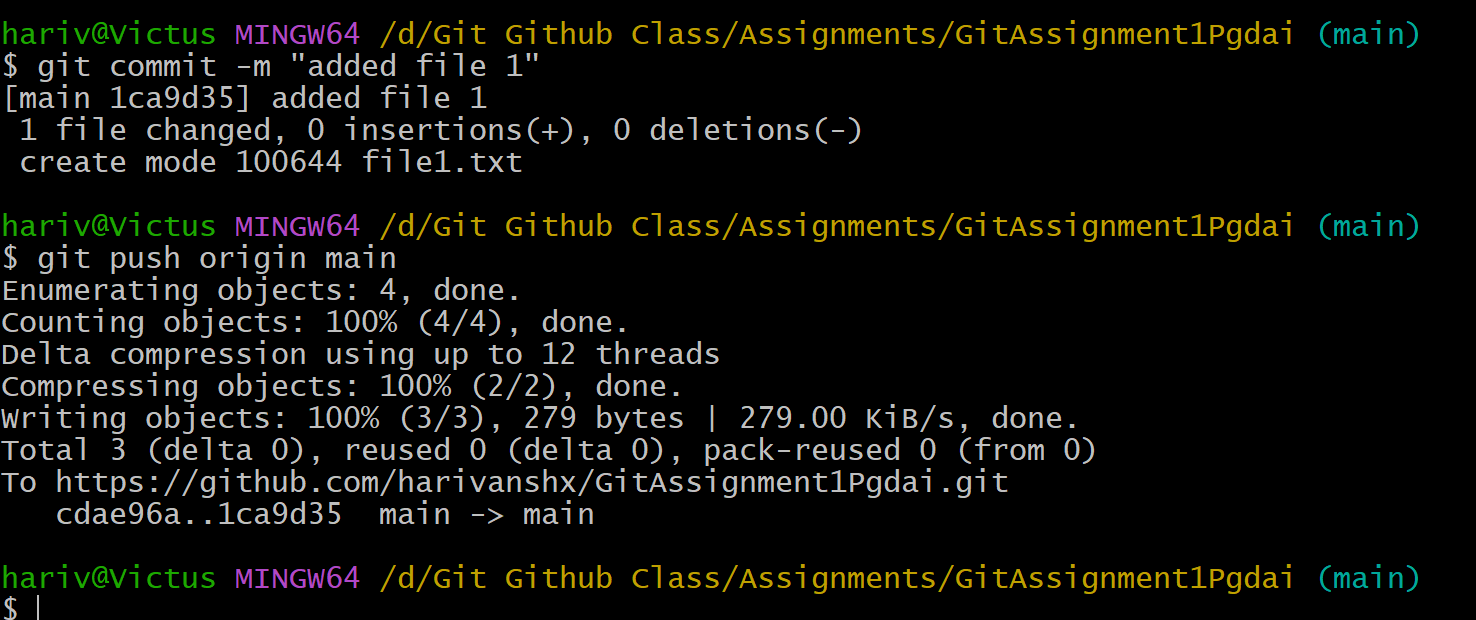 hariv@Victus MINGW64 /d/Git Github Class/Assignments/GitAssignment1Pgdai (main)
$ git commit -m "added file 1"
[main 1ca9d35] added file 1
 1 file changed, 0 insertions(+), 0 deletions(-)
 create mode 100644 file1.txt

hariv@Victus MINGW64 /d/Git Github Class/Assignments/GitAssignment1Pgdai (main)
$ git push origin main
Enumerating objects: 4, done.
Counting objects: 100% (4/4), done.
Delta compression using up to 12 threads
Compressing objects: 100% (2/2), done.
Writing objects: 100% (3/3), 279 bytes | 279.00 KiB/s, done.
Total 3 (delta 0), reused 0 (delta 0), pack-reused 0 (from 0)
To https://github.com/harivanshx/GitAssignment1Pgdai.git
   cdae96a..1ca9d35  main -> main

hariv@Victus MINGW64 /d/Git Github Class/Assignments/GitAssignment1Pgdai (main)
$